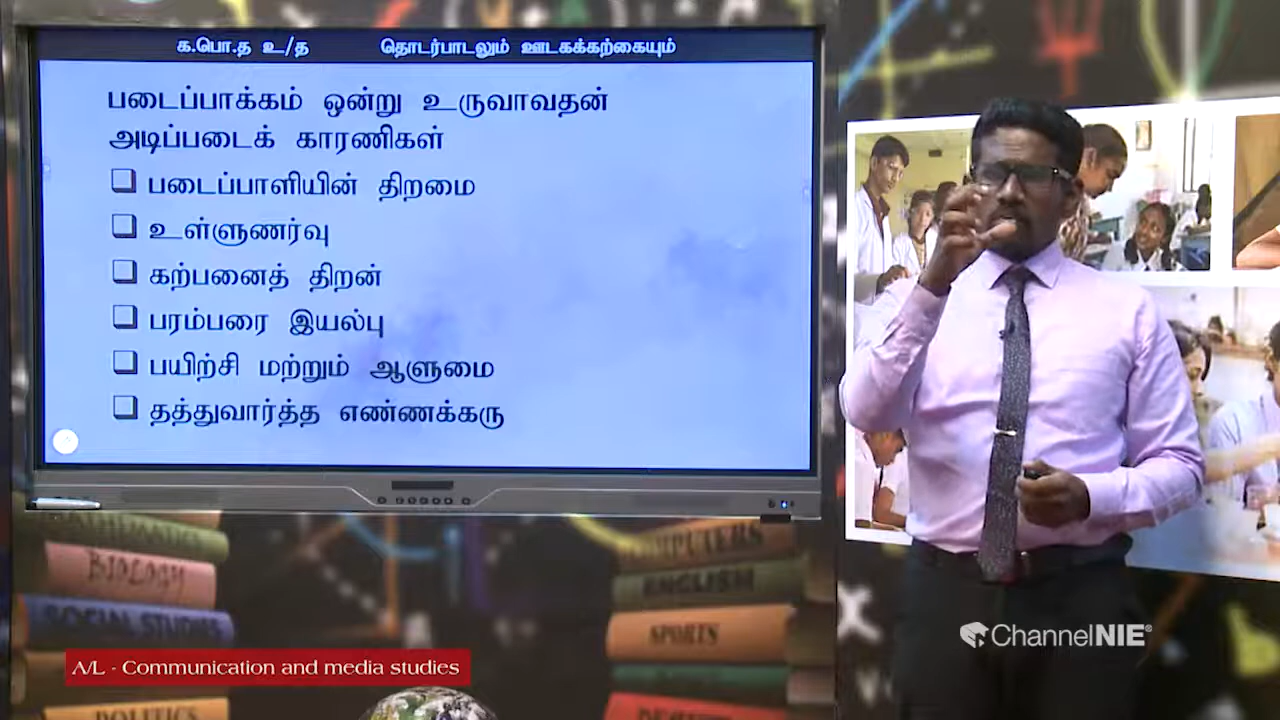 க.பொ.த உ/த தொடர்பாடலும் ஊடகக்கற்கையும்
படைப்பாக்கம் ஒன்று உருவாவதன்
அடிப்படைக் காரணிகள்
படைப்பாளியின் திறமை
உள்ளுணர்வு
கற்பனைத் திறன்
பரம்பரை இயல்பு
பயிற்சி மற்றும் ஆளுமை
தத்துவார்த்த எண்ணக்கரு
MATHEMATICS
BIOLOGY
SOCIAL STUDIES
POLITICS
COMPUTERS
ENGLISH
SPORTS
ChannelNIE®
A/L - Communication and media studies